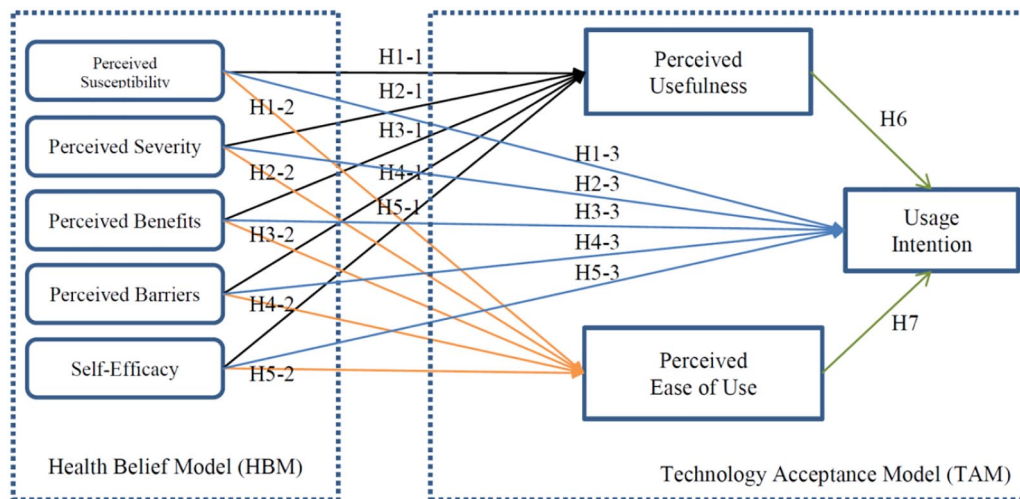 Perceived
Susceptibility
Perceived Severity
Perceived Benefits
Perceived Barriers
Self-Efficacy
Health Belief Model (HBM)
H1-1
H2-1
H3-1
H4-1
H5-1
H1-2
H2-2
H3-2
H4-2
H5-2
Perceived
Usefulness
Perceived
Ease of Use
H1-3
H2-3
H3-3
H4-3
H5-3
H6
H7
Usage
Intention
Technology Acceptance Model (TAM)